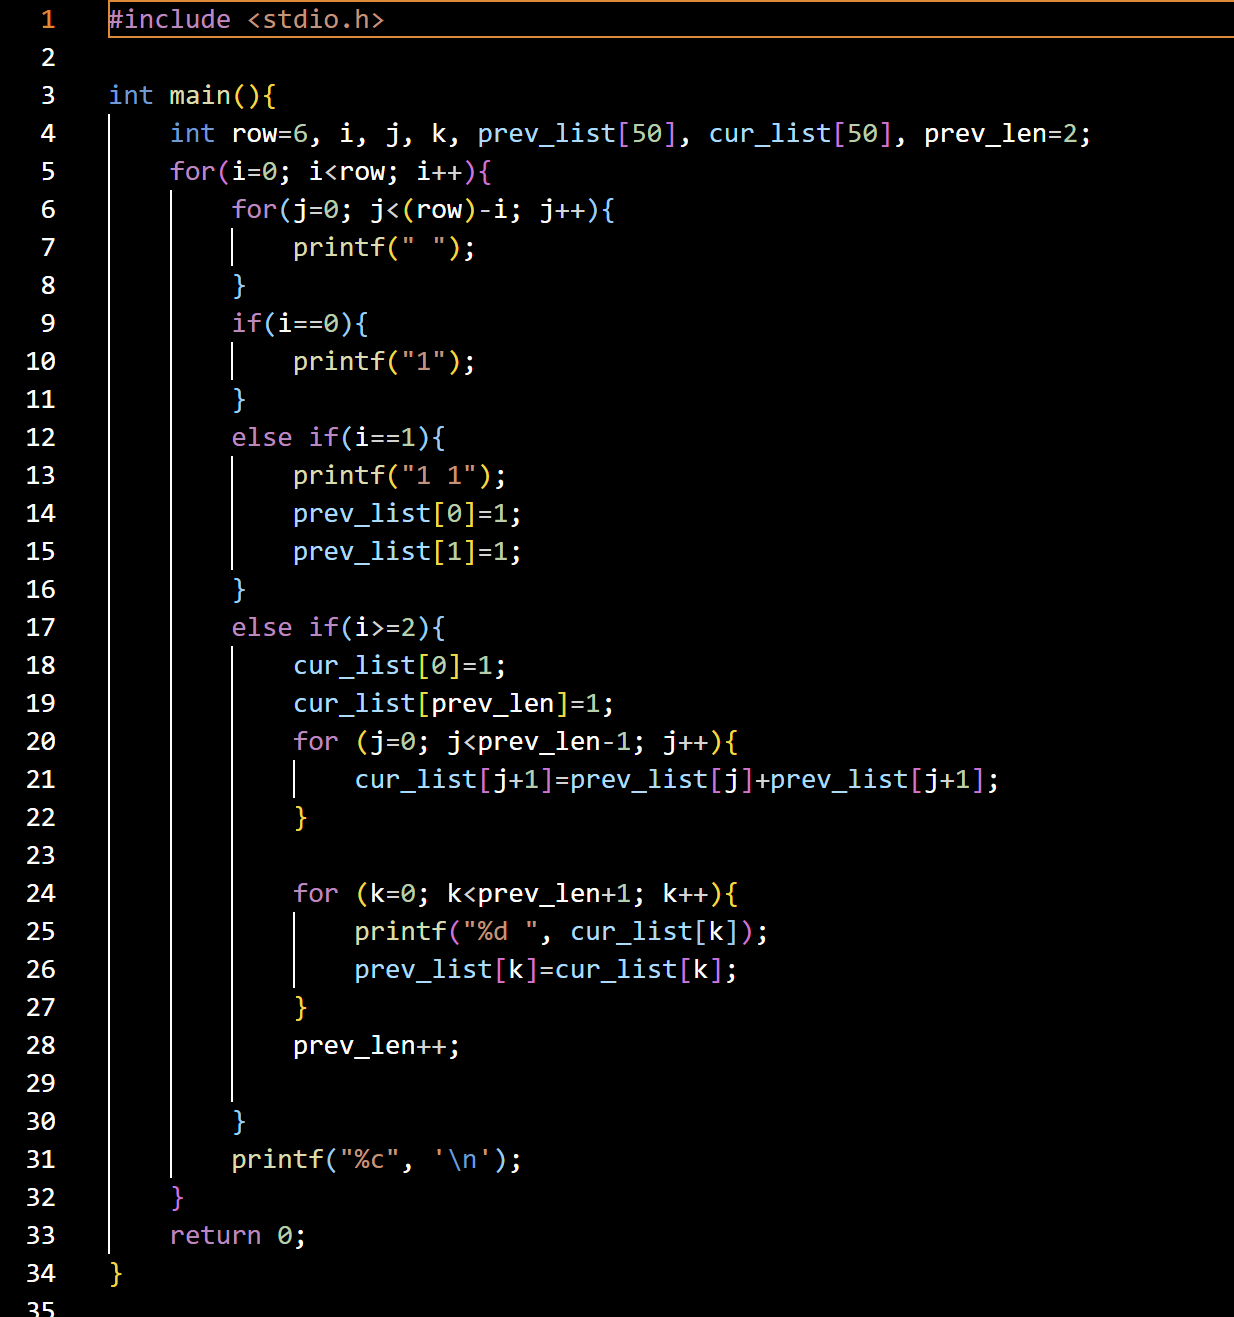 1 #include <stdio.h>
2
3 int main(){
4     int row=6, i, j, k, prev_list[50], cur_list[50], prev_len=2;
5     for(i=0; i<row; i++){
6         for(j=0; j<(row)-i; j++){
7             printf(" ");
8         }
9         if(i==0){
10             printf("1");
11         }
12         else if(i==1){
13             printf("1 1");
14             prev_list[0]=1;
15             prev_list[1]=1;
16         }
17         else if(i>=2){
18             cur_list[0]=1;
19             cur_list[prev_len]=1;
20             for (j=0; j<prev_len-1; j++){
21                 cur_list[j+1]=prev_list[j]+prev_list[j+1];
22             }
23
24             for (k=0; k<prev_len+1; k++){
25                 printf("%d ", cur_list[k]);
26                 prev_list[k]=cur_list[k];
27             }
28             prev_len++;
29
30         }
31         printf("%c", '\n');
32     }
33     return 0;
34 }
35